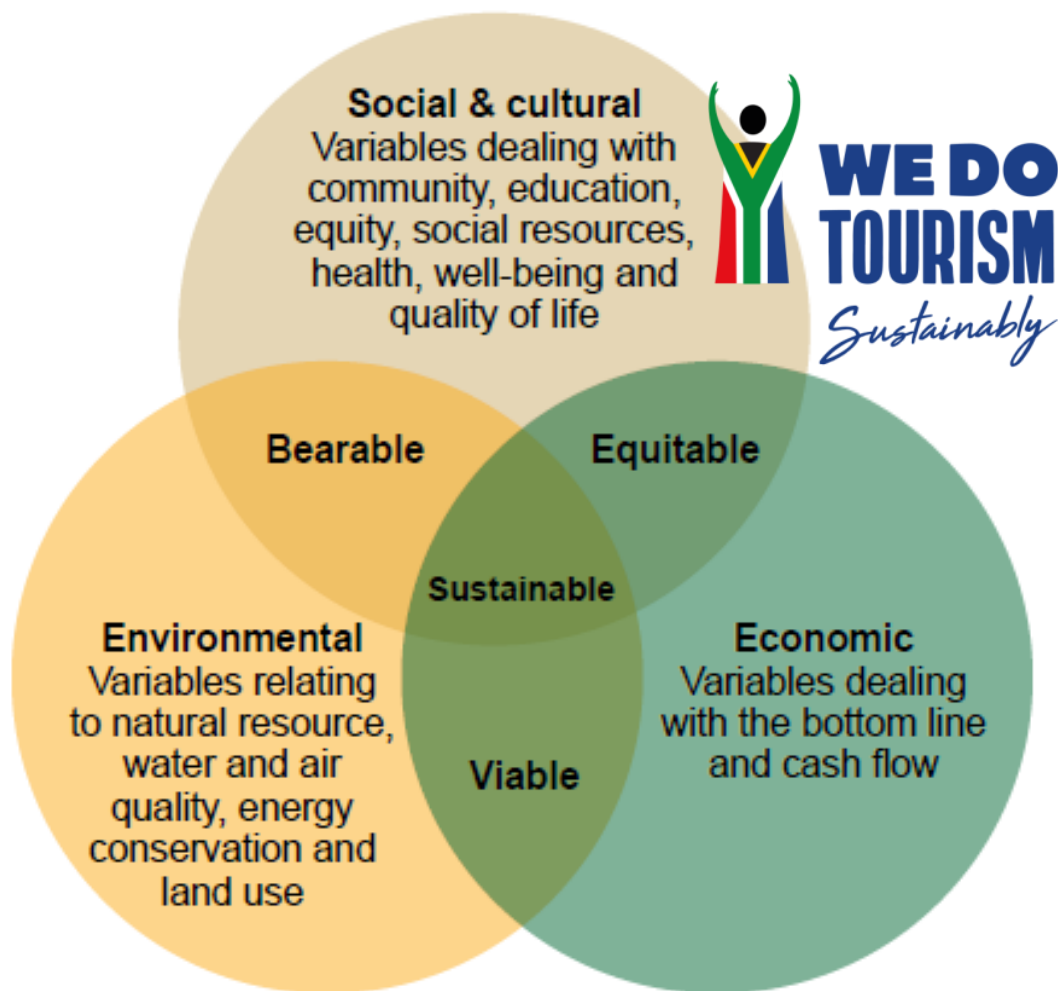 Social & cultural
Variables dealing with
community, education,
equity, social resources,
health, well-being and
quality of life
WE DO
TOURISM
Sustainably
Bearable
Equitable
Sustainable
Environmental
Variables relating
to natural resource,
water and air
quality, energy
conservation and
land use
Viable
Economic
Variables dealing
with the bottom line
and cash flow